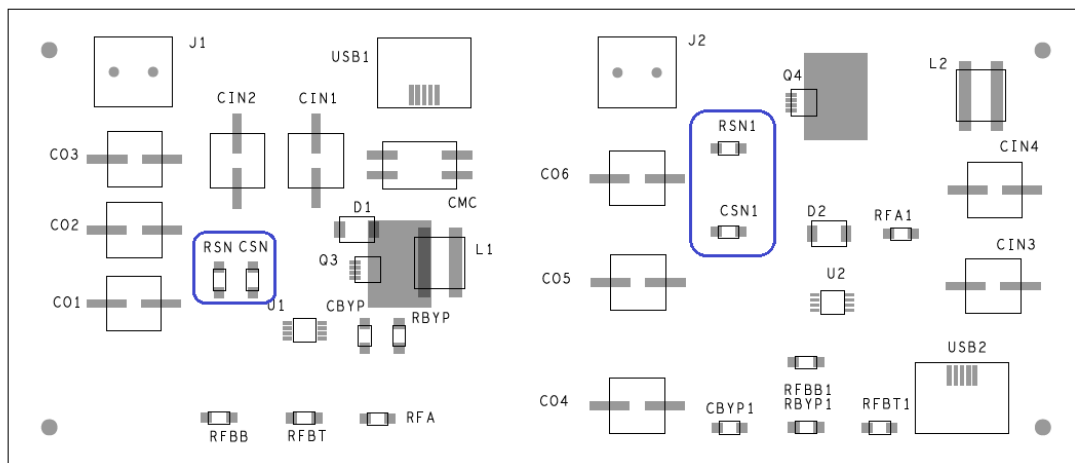 J1
USB1
J2
Q4
L2
CIN2
CIN1
RSN1
CIN4
CO3
CO6
CMC
CO2
D1
CSN1
D2
RFA1
RSN
CSN
Q3
L1
CIN3
CO5
U2
CO1
U1
CBYP
RBYP
USB2
RFBB1
CO4
CBYP1
RBYP1
RFBT1
RFA
RFBB
RFBT